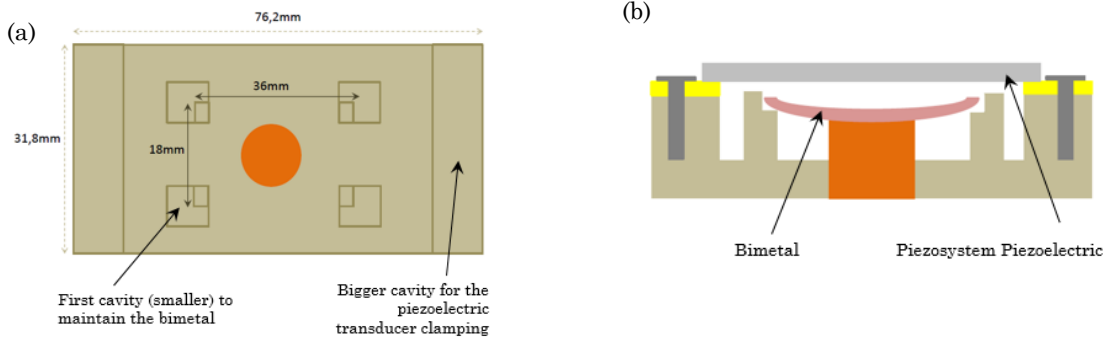 (a)
76,2mm
36mm
31,8mm
18mm
First cavity (smaller) to
maintain the bimetal
Bigger cavity for the
piezoelectric
transducer clamping
(b)
Bimetal
Piezosystem Piezoelectric